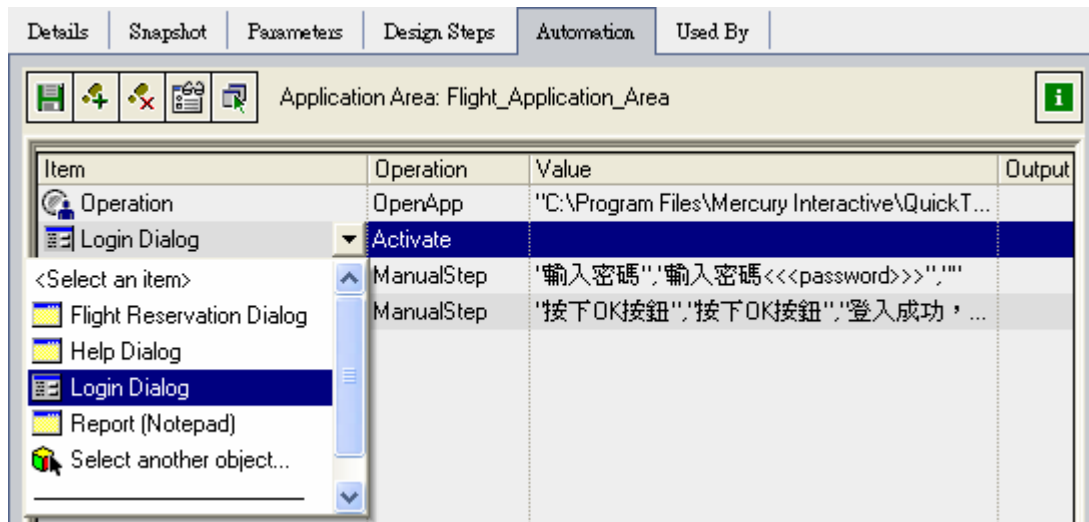 Details Snapshot Parameters Design Steps Automation Used By
Application Area: Flight_Application_Area
Item Operation Value Output
Operation OpenApp "C:\Program Files\Mercury Interactive\QuickT...
Login Dialog Activate
<Select an item> ManualStep "輸入密碼","輸入密碼<<<password>>>",""
Flight Reservation Dialog ManualStep "按下OK按鈕","按下OK按鈕","登入成功，...
Help Dialog
Login Dialog
Report (Notepad)
Select another object...